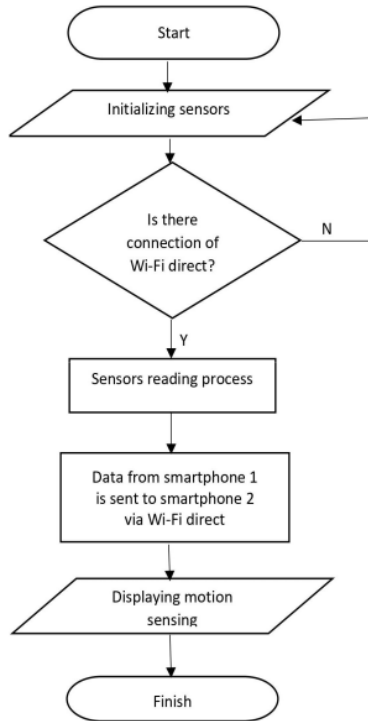 Start
Initializing sensors
Is there
connection of
Wi-Fi direct?
N
Y
Sensors reading process
Data from smartphone 1
is sent to smartphone 2
via Wi-Fi direct
Displaying motion
sensing
Finish